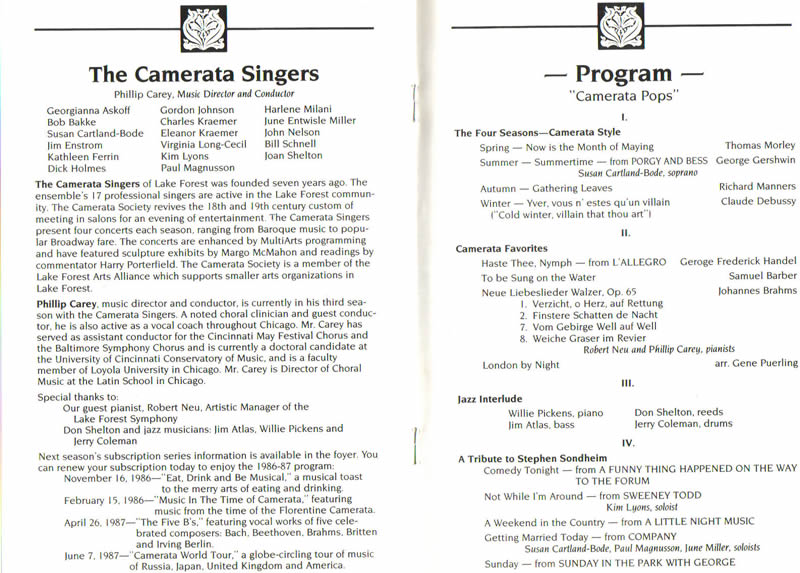 The Camerata Singers
Phillip Carey, Music Director and Conductor
Georgianna Askoff Gordon Johnson Harlene Milani
Bob Bakke Charles Kraemer June Entwisle Miller
Susan Cartland-Bode Eleanor Kraemer John Nelson
Jim Enstrom Virginia Long-Cecil Bill Schnell
Kathleen Ferrin Kim Lyons Joan Shelton
Dick Holmes Paul Magnusson
The Camerata Singers of Lake Forest was founded seven years ago. The
ensemble's 17 professional singers are active in the Lake Forest commun-
ity. The Camerata Society revives the 18th and 19th century custom of
meeting in salons for an evening of entertainment. The Camerata Singers
present four concerts each season, ranging from Baroque music to popu-
lar Broadway fare. The concerts are enhanced by MultiArts programming
and have featured sculpture exhibits by Margo McMahon and readings by
commentator Harry Porterfield. The Camerata Society is a member of the
Lake Forest Arts Alliance which supports smaller arts organizations in
Lake Forest.
Phillip Carey, music director and conductor, is currently in his third sea-
son with the Camerata Singers. A noted choral clinician and guest conduc-
tor, he is also active as a vocal coach throughout Chicago. Mr. Carey has
served as assistant conductor for the Cincinnati May Festival Chorus and
the Baltimore Symphony Chorus and is currently a doctoral candidate at
the University of Cincinnati Conservatory of Music, and is a faculty
member of Loyola University in Chicago. Mr. Carey is Director of Choral
Music at the Latin School in Chicago.
Special thanks to:
Our guest pianist, Robert Neu, Artistic Manager of the
Lake Forest Symphony
Don Shelton and jazz musicians: Jim Atlas, Willie Pickens and
Jerry Coleman
Next season's subscription series information is available in the foyer. You
can renew your subscription today to enjoy the 1986-87 program:
November 16, 1986—"Eat, Drink and Be Musical," a musical toast
to the merry arts of eating and drinking.
February 15, 1986—"Music In The Time of Camerata," featuring
music from the time of the Florentine Camerata.
April 26, 1987—"The Five B's," featuring vocal works of five cele-
brated composers: Bach, Beethoven, Brahms, Britten
and Irving Berlin.
June 7, 1987—"Camerata World Tour," a globe-circling tour of music
of Russia, Japan, United Kingdom and America.
— Program —
"Camerata Pops"
I.
The Four Seasons—Camerata Style
Spring — Now is the Month of Maying Thomas Morley
Summer — Summertime — from PORGY AND BESS George Gershwin
Susan Cartland-Bode, soprano
Autumn — Gathering Leaves Richard Manners
Winter — Yver, vous n' estes qu'un villain Claude Debussy
("Cold winter, villain that thou art")
II.
Camerata Favorites
Haste Thee, Nymph — from L'ALLEGRO Geroge Frederick Handel
To be Sung on the Water Samuel Barber
Neue Liebeslieder Walzer, Op. 65 Johannes Brahms
1. Verzicht, o Herz, auf Rettung
2. Finstere Schatten de Nacht
7. Vom Gebirge Well auf Well
8. Weiche Graser im Revier
Robert Neu and Phillip Carey, pianists
London by Night arr. Gene Puerling
III.
Jazz Interlude
Willie Pickens, piano Don Shelton, reeds
Jim Atlas, bass Jerry Coleman, drums
IV.
A Tribute to Stephen Sondheim
Comedy Tonight — from A FUNNY THING HAPPENED ON THE WAY
TO THE FORUM
Not While I'm Around — from SWEENEY TODD
Kim Lyons, soloist
A Weekend in the Country — from A LITTLE NIGHT MUSIC
Getting Married Today — from COMPANY
Susan Cartland-Bode, Paul Magnusson, June Miller, soloists
Sunday — from SUNDAY IN THE PARK WITH GEORGE